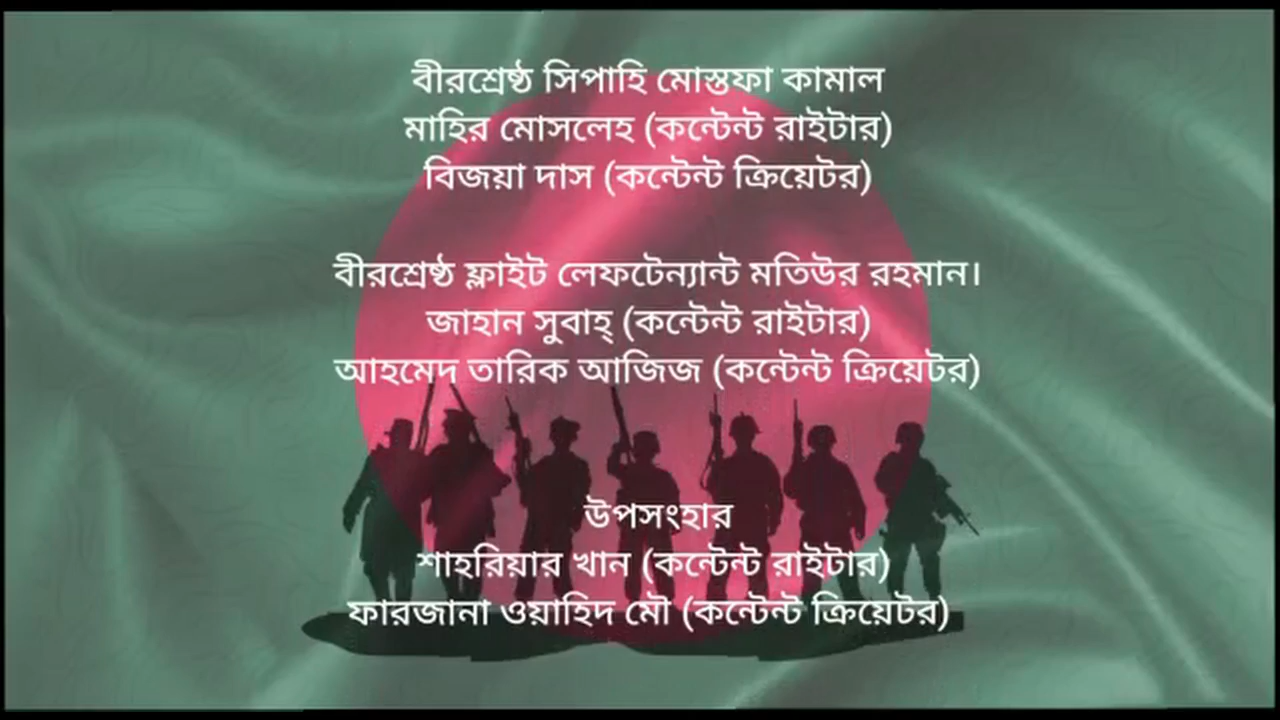 বীরশ্রেষ্ঠ সিপাহি মোস্তফা কামাল
মাহির মোসলেহ (কন্টেন্ট রাইটার)
বিজয়া দাস (কন্টেন্ট ক্রিয়েটর)
বীরশ্রেষ্ঠ ফ্লাইট লেফটেন্যান্ট মতিউর রহমান।
জাহান সুবাহ্ (কন্টেন্ট রাইটার)
আহমেদ তারিক আজিজ (কন্টেন্ট ক্রিয়েটর)
উপসংহার
শাহরিয়ার খান (কন্টেন্ট রাইটার)
ফারজানা ওয়াহিদ মৌ (কন্টেন্ট ক্রিয়েটর)